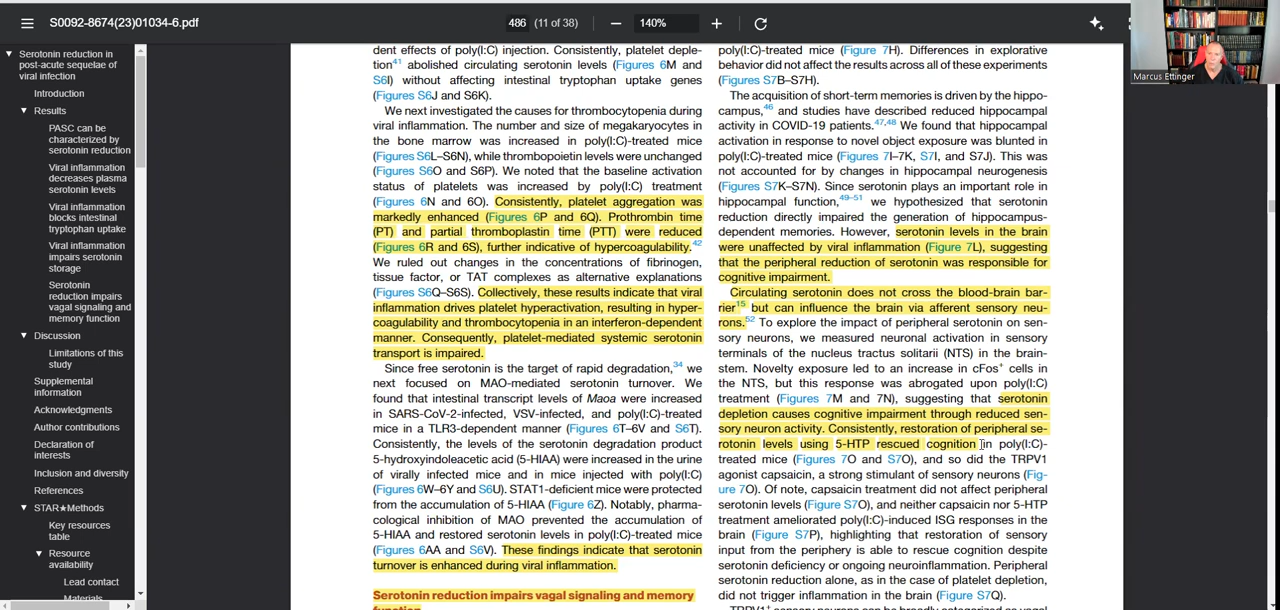 S0092-8674(23)01034-6.pdf
486 (11 of 38)
140%
Marcus Ettinger
Serotonin reduction in
post-acute sequelae of
viral infection
Introduction
Results
PASC can be
characterized by
serotonin reduction
Viral inflammation
decreases plasma
serotonin levels
Viral inflammation
blocks intestinal
tryptophan uptake
Viral inflammation
impairs serotonin
storage
Serotonin
reduction impairs
vagal signaling and
memory function
Discussion
Limitations of this
study
Supplemental
information
Acknowledgments
Author contributions
Declaration of
interests
Inclusion and diversity
References
STAR★Methods
Key resources
table
Resource
availability
Lead contact
Materials
dent effects of poly(I:C) injection. Consistently, platelet deple-
tion41 abolished circulating serotonin levels (Figures 6M and
S6I) without affecting intestinal tryptophan uptake genes
(Figures S6J and S6K).
We next investigated the causes for thrombocytopenia during
viral inflammation. The number and size of megakaryocytes in
the bone marrow was increased in poly(I:C)-treated mice
(Figures S6L–S6N), while thrombopoietin levels were unchanged
(Figures S6O and S6P). We noted that the baseline activation
status of platelets was increased by poly(I:C) treatment
(Figures 6N and 6O). Consistently, platelet aggregation was
markedly enhanced (Figures 6P and 6Q). Prothrombin time
(PT) and partial thromboplastin time (PTT) were reduced
(Figures 6R and 6S), further indicative of hypercoagulability.42
We ruled out changes in the concentrations of fibrinogen,
tissue factor, or TAT complexes as alternative explanations
(Figures S6Q–S6S). Collectively, these results indicate that viral
inflammation drives platelet hyperactivation, resulting in hyper-
coagulability and thrombocytopenia in an interferon-dependent
manner. Consequently, platelet-mediated systemic serotonin
transport is impaired.
Since free serotonin is the target of rapid degradation,34 we
next focused on MAO-mediated serotonin turnover. We
found that intestinal transcript levels of Maoa were increased
in SARS-CoV-2-infected, VSV-infected, and poly(I:C)-treated
mice in a TLR3-dependent manner (Figures 6T–6V and S6T).
Consistently, the levels of the serotonin degradation product
5-hydroxyindoleacetic acid (5-HIAA) were increased in the urine
of virally infected mice and in mice injected with poly(I:C)
(Figures 6W–6Y and S6U). STAT1-deficient mice were protected
from the accumulation of 5-HIAA (Figure 6Z). Notably, pharma-
cological inhibition of MAO prevented the accumulation of
5-HIAA and restored serotonin levels in poly(I:C)-treated mice
(Figures 6AA and S6V). These findings indicate that serotonin
turnover is enhanced during viral inflammation.
Serotonin reduction impairs vagal signaling and memory
function
poly(I:C)-treated mice (Figure 7H). Differences in explorative
behavior did not affect the results across all of these experiments
(Figures S7B–S7H).
The acquisition of short-term memories is driven by the hippo-
campus,46 and studies have described reduced hippocampal
activity in COVID-19 patients.47,48 We found that hippocampal
activation in response to novel object exposure was blunted in
poly(I:C)-treated mice (Figures 7I–7K, S7I, and S7J). This was
not accounted for by changes in hippocampal neurogenesis
(Figures S7K–S7N). Since serotonin plays an important role in
hippocampal function,49–51 we hypothesized that serotonin
reduction directly impaired the generation of hippocampus-
dependent memories. However, serotonin levels in the brain
were unaffected by viral inflammation (Figure 7L), suggesting
that the peripheral reduction of serotonin was responsible for
cognitive impairment.
Circulating serotonin does not cross the blood-brain bar-
rier15 but can influence the brain via afferent sensory neu-
rons.52 To explore the impact of peripheral serotonin on sen-
sory neurons, we measured neuronal activation in sensory
terminals of the nucleus tractus solitarii (NTS) in the brain-
stem. Novelty exposure led to an increase in cFos+ cells in
the NTS, but this response was abrogated upon poly(I:C)
treatment (Figures 7M and 7N), suggesting that serotonin
depletion causes cognitive impairment through reduced sen-
sory neuron activity. Consistently, restoration of peripheral se-
rotonin levels using 5-HTP rescued cognition in poly(I:C)-
treated mice (Figures 7O and S7O), and so did the TRPV1
agonist capsaicin, a strong stimulant of sensory neurons (Fig-
ure 7O). Of note, capsaicin treatment did not affect peripheral
serotonin levels (Figure S7O), and neither capsaicin nor 5-HTP
treatment ameliorated poly(I:C)-induced ISG responses in the
brain (Figure S7P), highlighting that restoration of sensory
input from the periphery is able to rescue cognition despite
serotonin deficiency or ongoing neuroinflammation. Peripheral
serotonin reduction alone, as in the case of platelet depletion,
did not trigger inflammation in the brain (Figure S7Q).
TRPV1+ sensory neurons can be broadly categorized as vagal